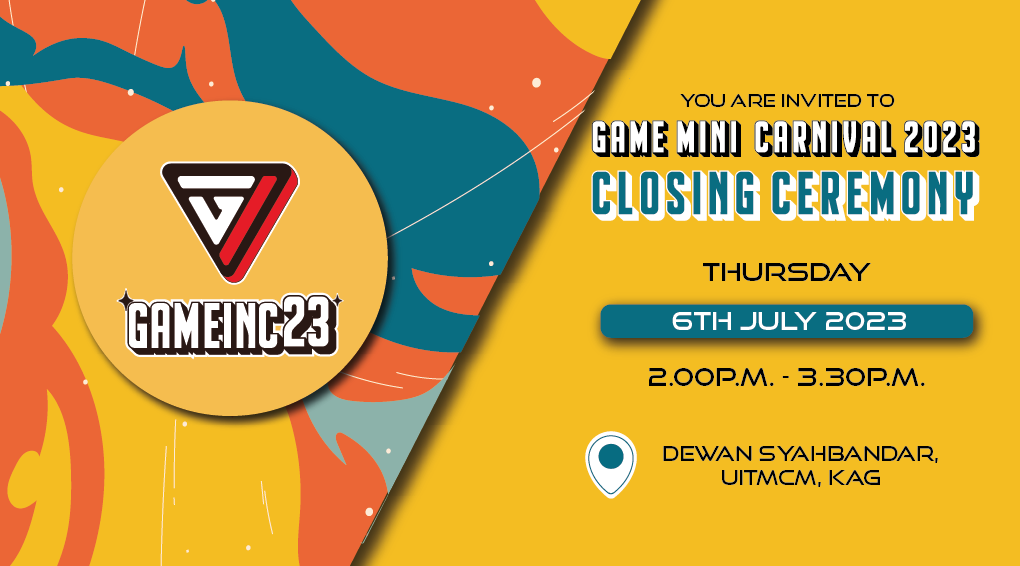 GAMEINC23
YOU ARE INVITED TO
GAME MINI CARNIVAL 2023
CLOSING CEREMONY
THURSDAY
6TH JULY 2023
2.00P.M. - 3.30P.M.
DEWAN SYAHBANDAR,
UITMCM, KAG